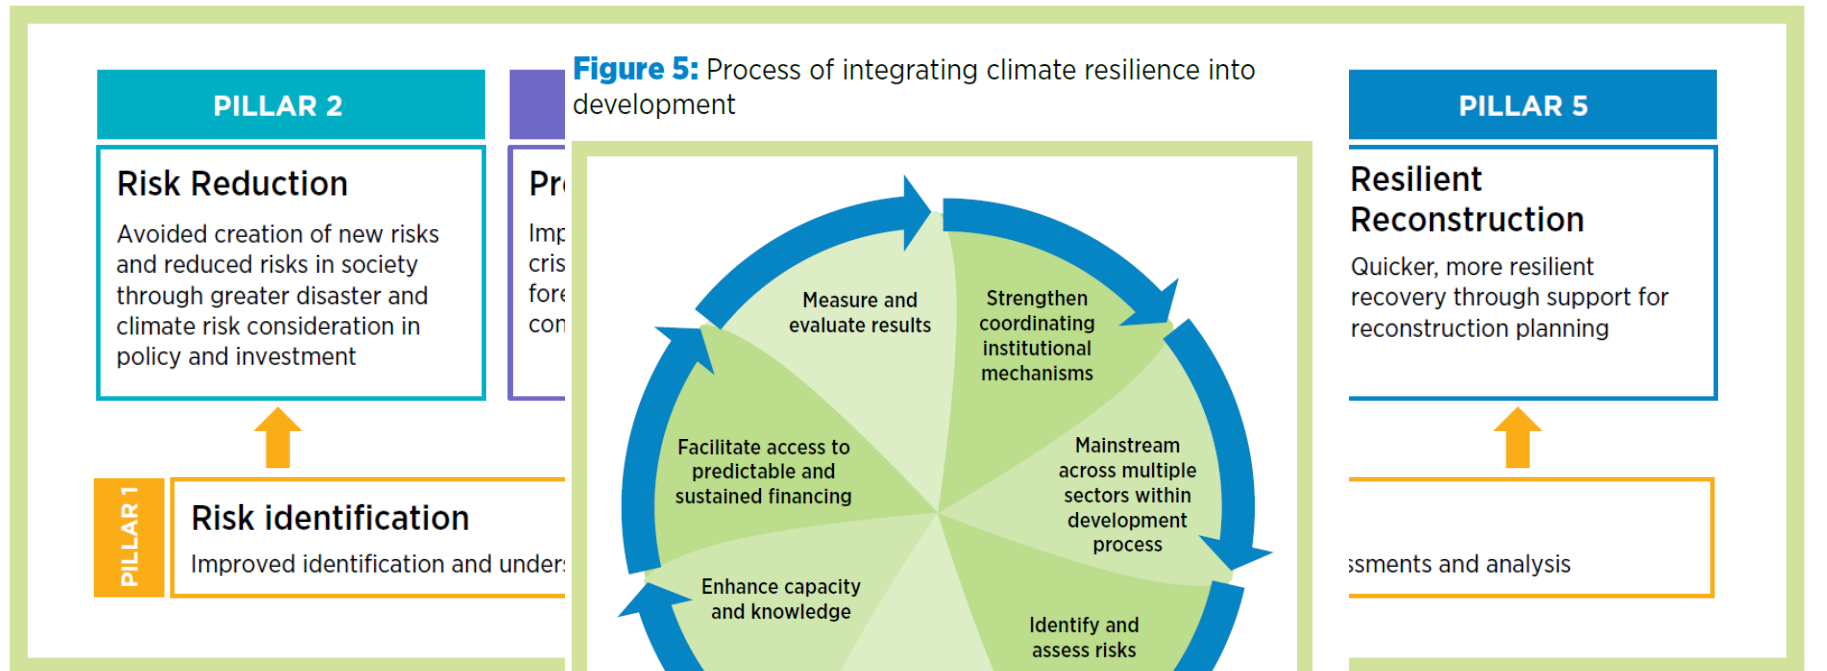 PILLAR 2
Risk Reduction
Avoided creation of new risks
and reduced risks in society
through greater disaster and
climate risk consideration in
policy and investment
Figure 5: Process of integrating climate resilience into
development
Measure and
evaluate results
Strengthen
coordinating
institutional
mechanisms
Mainstream
across multiple
sectors within
development
process
Identify and
assess risks
Enhance capacity
and knowledge
Facilitate access to
predictable and
sustained financing
PILLAR 5
Resilient
Reconstruction
Quicker, more resilient
recovery through support for
reconstruction planning
PILLAR 1
Risk identification
Improved identification and
and analysis